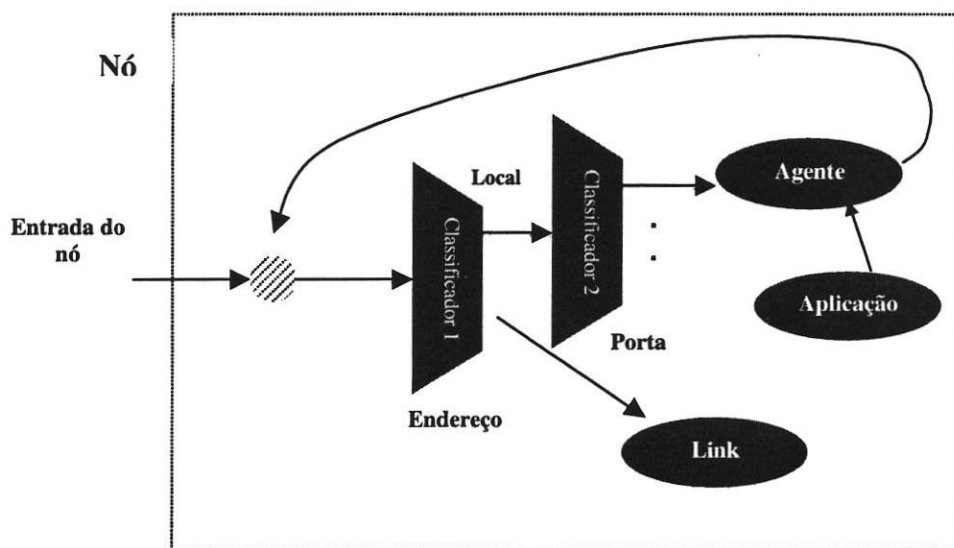 Nó
Local
Agente
Classificador 1
Classificador 2
Entrada do
nó
Aplicação
Porta
Endereço
Link